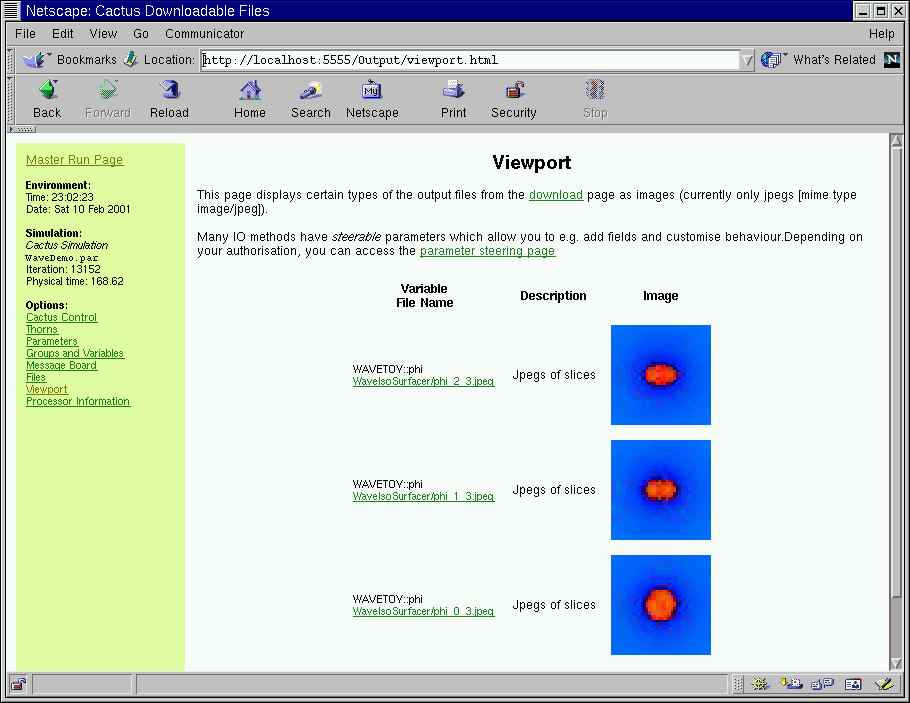 Netscape: Cactus Downloadable Files
File Edit View Go Communicator Help
Bookmarks Location: http://localhost:5555/Output/viewport.html What's Related N
My
Back Forward Reload Home Search Netscape Print Security Stop
Master Run Page
Environment:
Time: 23:02:23
Date: Sat 10 Feb 2001
Simulation:
Cactus Simulation
WaveDemo.par
Iteration: 13152
Physical time: 168.62
Options:
Cactus Control
Thorns
Parameters
Groups and Variables
Message Board
Files
Viewport
Processor Information
Viewport
This page displays certain types of the output files from the download page as images (currently only jpegs [mime type
image/jpeg]).
Many IO methods have steerable parameters which allow you to e.g. add fields and customise behaviour.Depending on
your authorisation, you can access the parameter steering page
Variable
File Name
Description
Image
WAVETOY::phi
WaveIsoSurfacer/phi_2_3.jpeg
Jpegs of slices
WAVETOY::phi
WaveIsoSurfacer/phi_1_3.jpeg
Jpegs of slices
WAVETOY::phi
WaveIsoSurfacer/phi_0_3.jpeg
Jpegs of slices